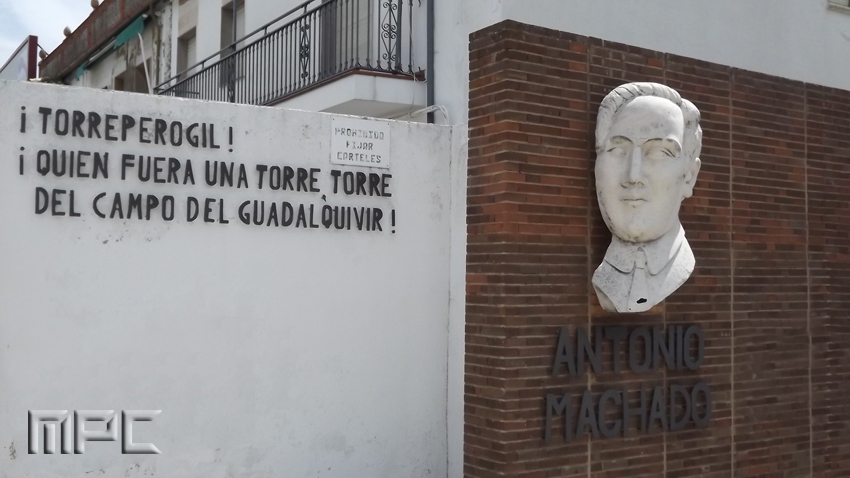 ¡ TORREPEROGIL !
¡ QUIEN FUERA UNA TORRE, TORRE
DEL CAMPO DEL GUADALQUIVIR !
PROHIBIDO
FIJAR
CARTELES
ANTONIO
MACHADO
MPC